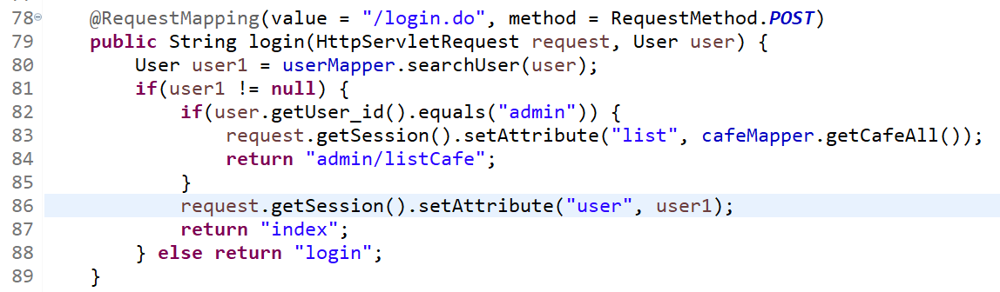 78 @RequestMapping(value = "/login.do", method = RequestMethod.POST)
79 public String login(HttpServletRequest request, User user) {
80 User user1 = userMapper.searchUser(user);
81 if(user1 != null) {
82 if(user.getUser_id().equals("admin")) {
83 request.getSession().setAttribute("list", cafeMapper.getCafeAll());
84 return "admin/listCafe";
85 }
86 request.getSession().setAttribute("user", user1);
87 return "index";
88 } else return "login";
89 }